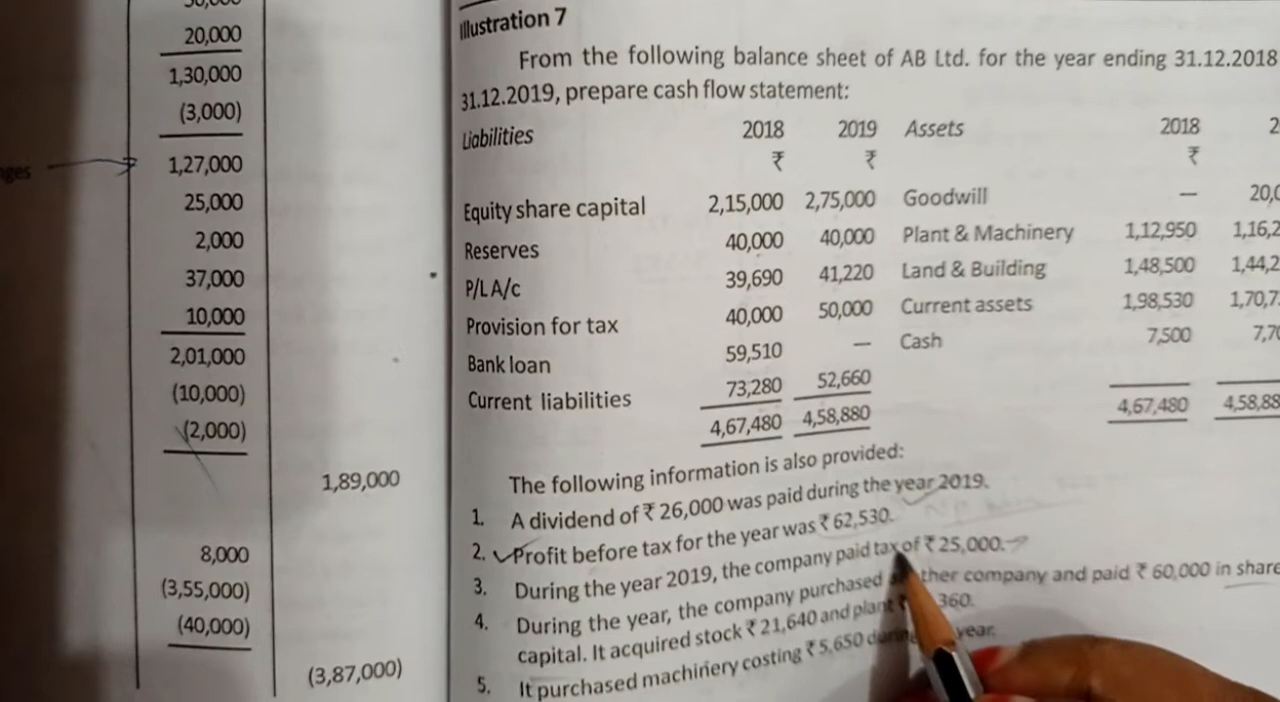 20,000
1,30,000
(3,000)
1,27,000
25,000
2,000
37,000
10,000
2,01,000
(10,000)
(2,000)
1,89,000
8,000
(3,55,000)
(40,000)
(3,87,000)
Illustration 7
From the following balance sheet of AB Ltd. for the year ending 31.12.2018
31.12.2019, prepare cash flow statement:
Liabilities 2018 2019 Assets 2018
₹ ₹ ₹
Equity share capital 2,15,000 2,75,000 Goodwill —
Reserves 40,000 40,000 Plant & Machinery 1,12,950
P/L A/c 39,690 41,220 Land & Building 1,48,500
Provision for tax 40,000 50,000 Current assets 1,98,530
Bank loan 59,510 — Cash 7,500
Current liabilities 73,280 52,660
4,67,480 4,58,880 4,67,480
The following information is also provided:
1. A dividend of ₹ 26,000 was paid during the year 2019.
2. Profit before tax for the year was ₹ 62,530.
3. During the year 2019, the company paid tax of ₹ 25,000.
4. During the year, the company purchased company and paid ₹ 60,000 in share
capital. It acquired stock ₹ 21,640 and plant
5. It purchased machinery costing ₹ 5,650 year.